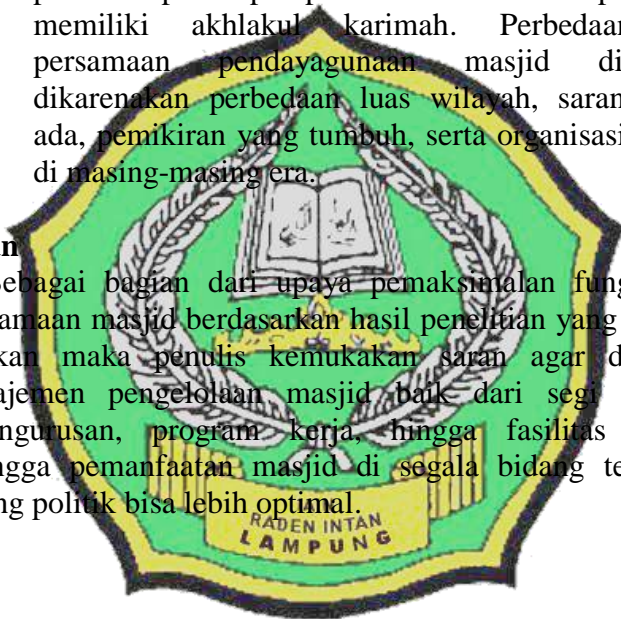 memiliki akhlakul karimah. Perbedaan
persamaan pendayagunaan masjid di
dikarenakan perbedaan luas wilayah, saran
ada, pemikiran yang tumbuh, serta organisasi
di masing-masing era.
an
Sebagai bagian dari upaya pemaksimalan fung
amaan masjid berdasarkan hasil penelitian yang
kan maka penulis kemukakan saran agar d
ajemen pengelolaan masjid baik dari segi
ngurusan, program kerja, hingga fasilitas
ngga pemanfaatan masjid di segala bidang te
ng politik bisa lebih optimal.
RADEN INTAN
LAMPUNG